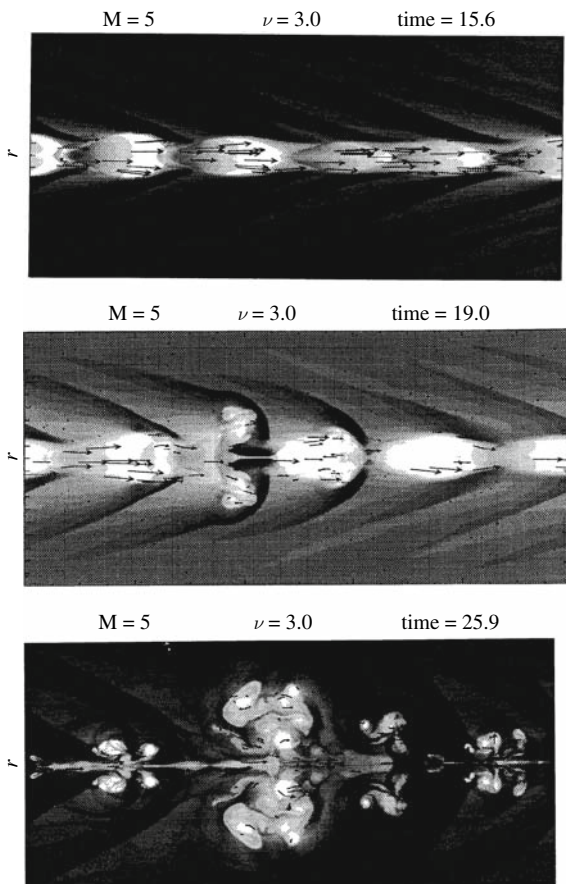 M = 5 ν = 3.0 time = 15.6
r
M = 5 ν = 3.0 time = 19.0
r
M = 5 ν = 3.0 time = 25.9
r